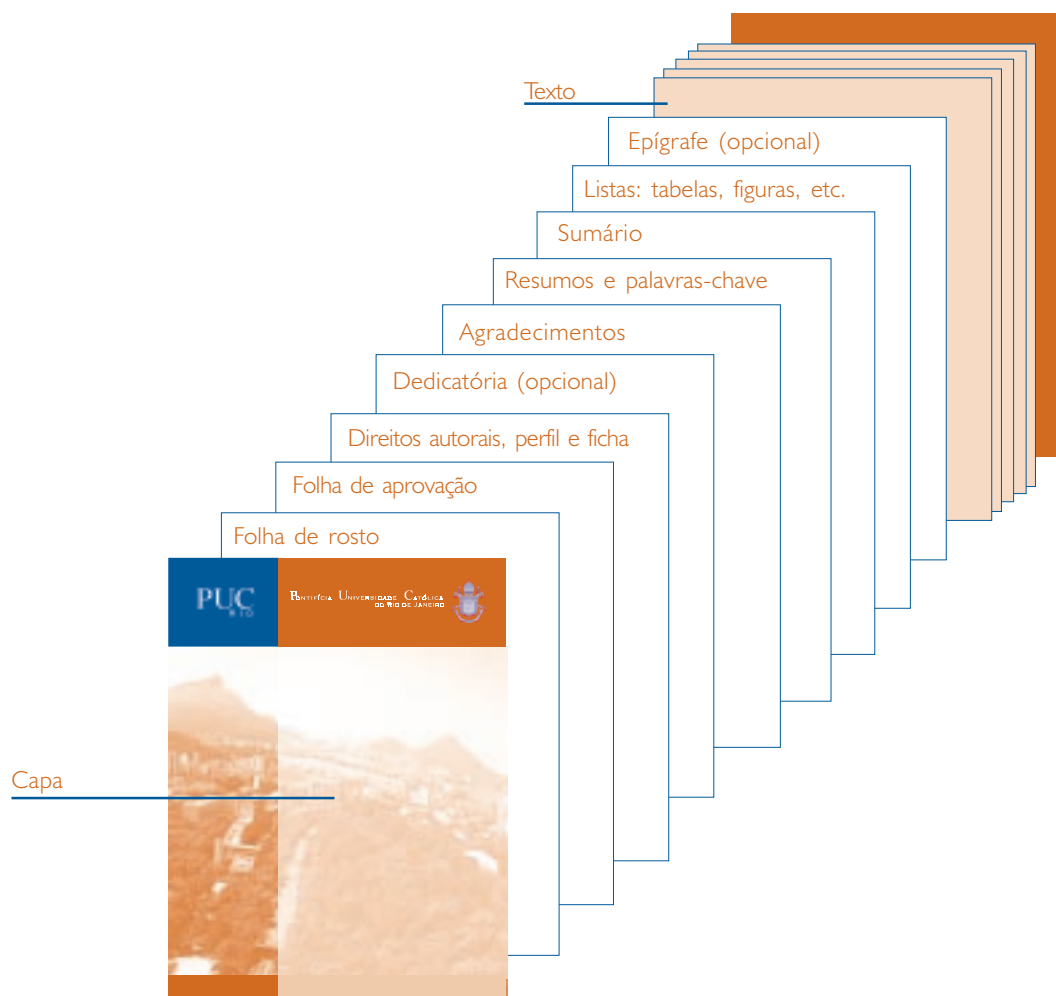 Texto
Epígrafe (opcional)
Listas: tabelas, figuras, etc.
Sumário
Resumos e palavras-chave
Agradecimentos
Dedicatória (opcional)
Direitos autorais, perfil e ficha
Folha de aprovação
Folha de rosto
PUC
RIO
Pontifícia Universidade Católica
do Rio de Janeiro
Capa